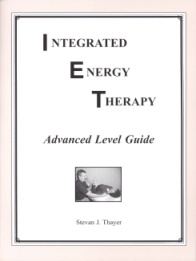 INTEGRATED
ENERGY
THERAPY
Advanced Level Guide
Stevan J. Thayer